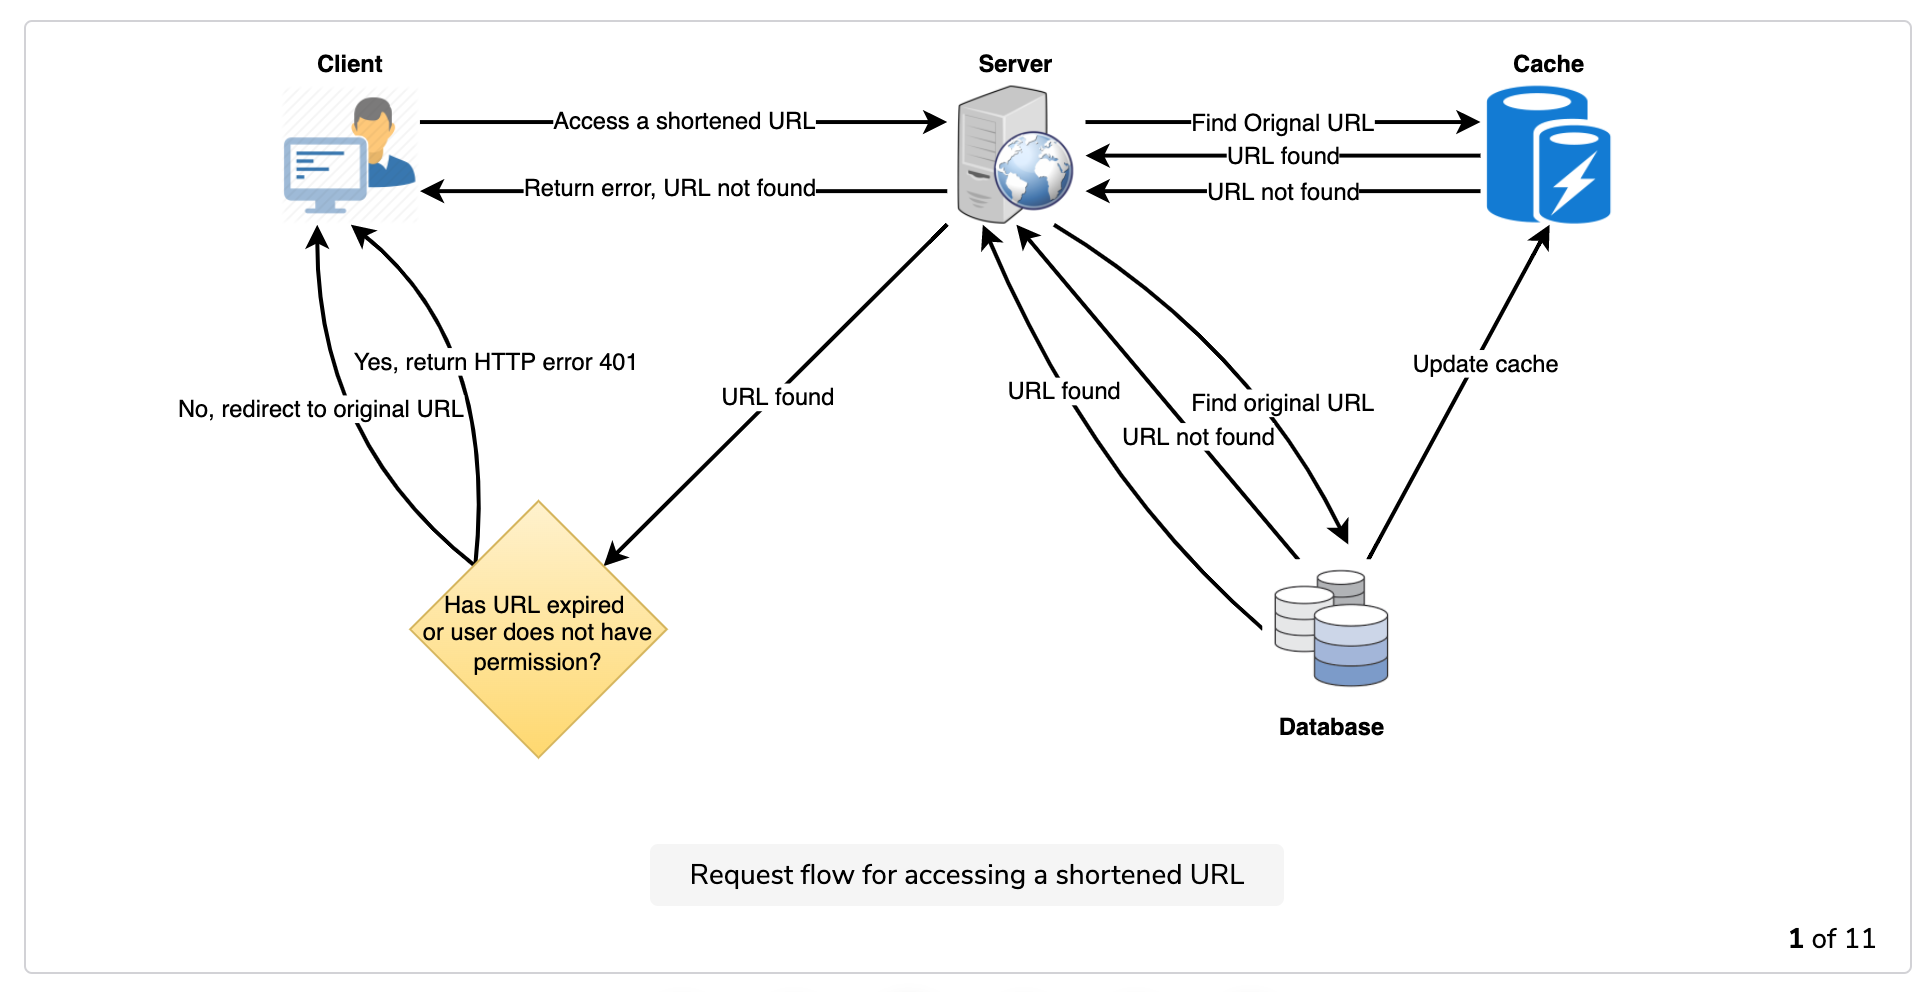 Client
Server
Cache
Access a shortened URL
Find Orignal URL
URL found
Return error, URL not found
URL not found
Yes, return HTTP error 401
No, redirect to original URL
URL found
URL found
Find original URL
URL not found
Update cache
Has URL expired
or user does not have
permission?
Database
Request flow for accessing a shortened URL
1 of 11